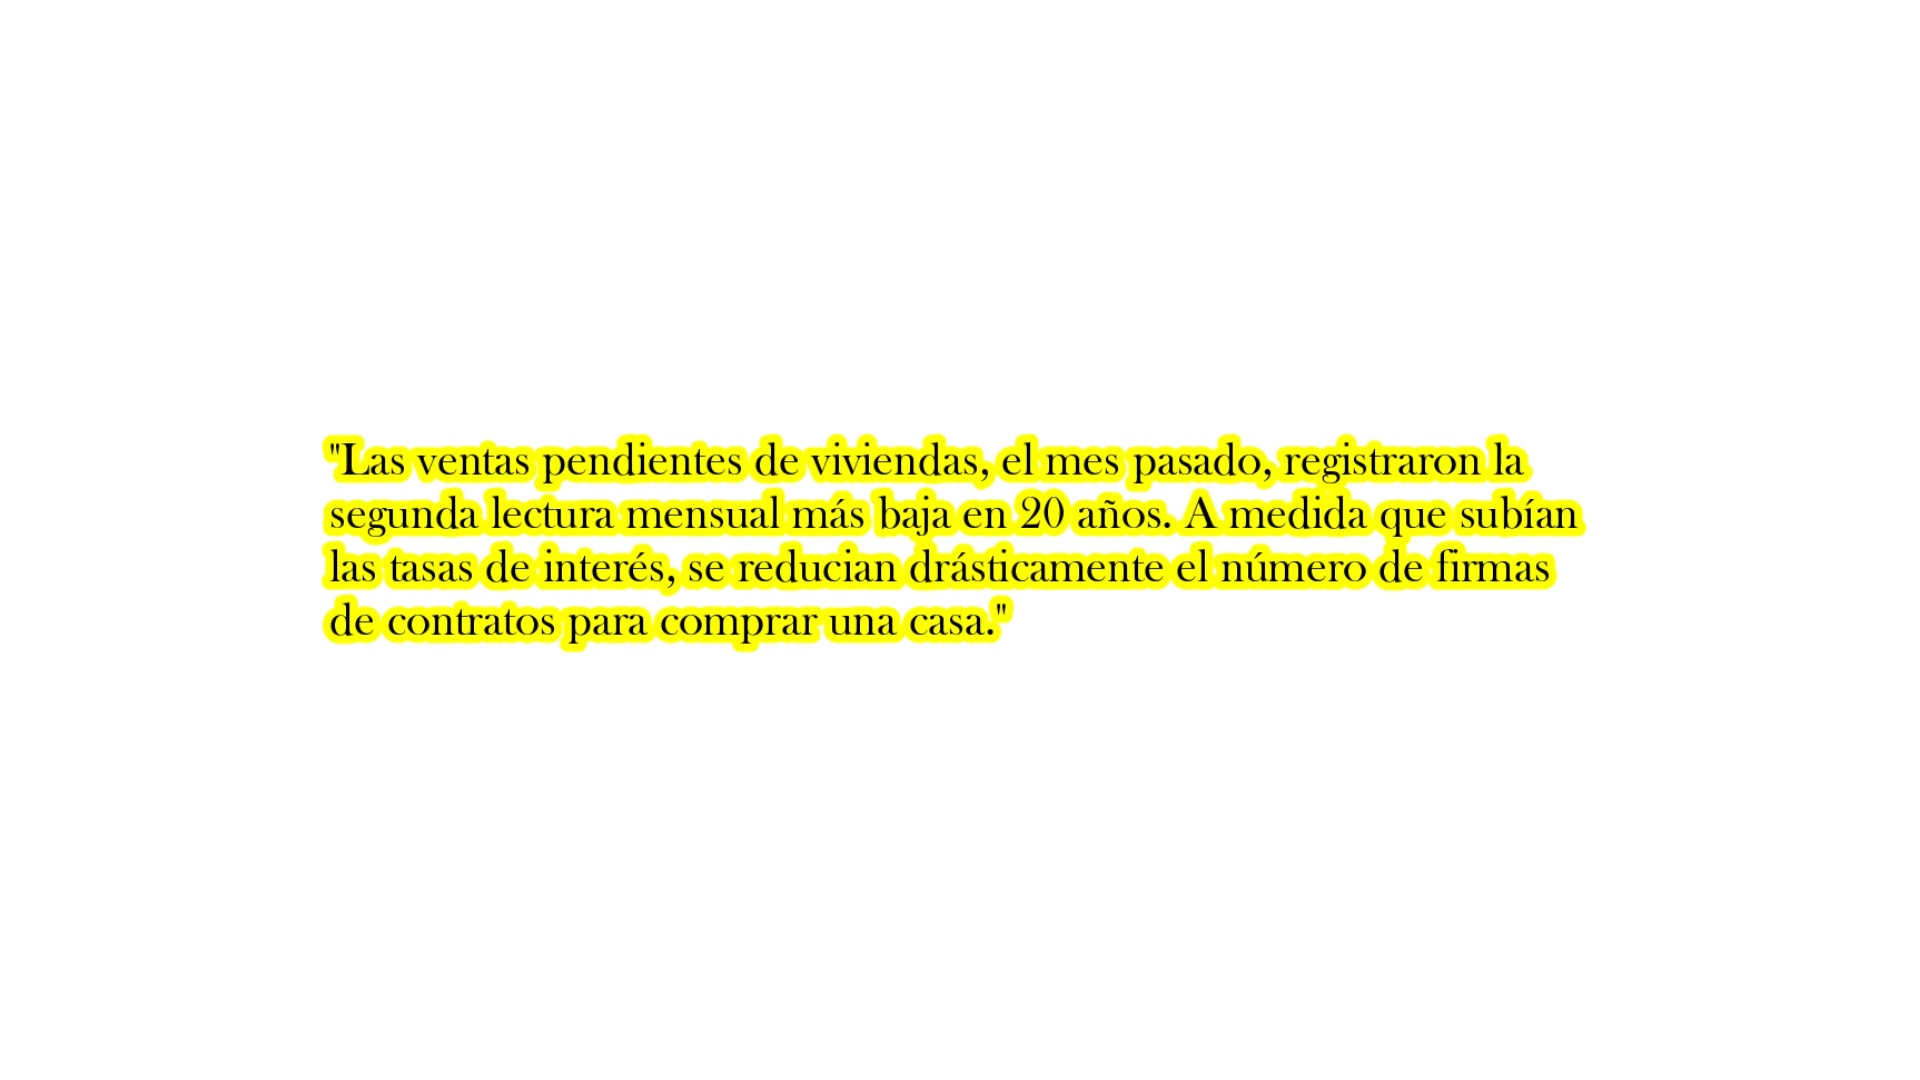 "Las ventas pendientes de viviendas, el mes pasado, registraron la
segunda lectura mensual más baja en 20 años. A medida que subían
las tasas de interés, se reducian drásticamente el número de firmas
de contratos para comprar una casa."